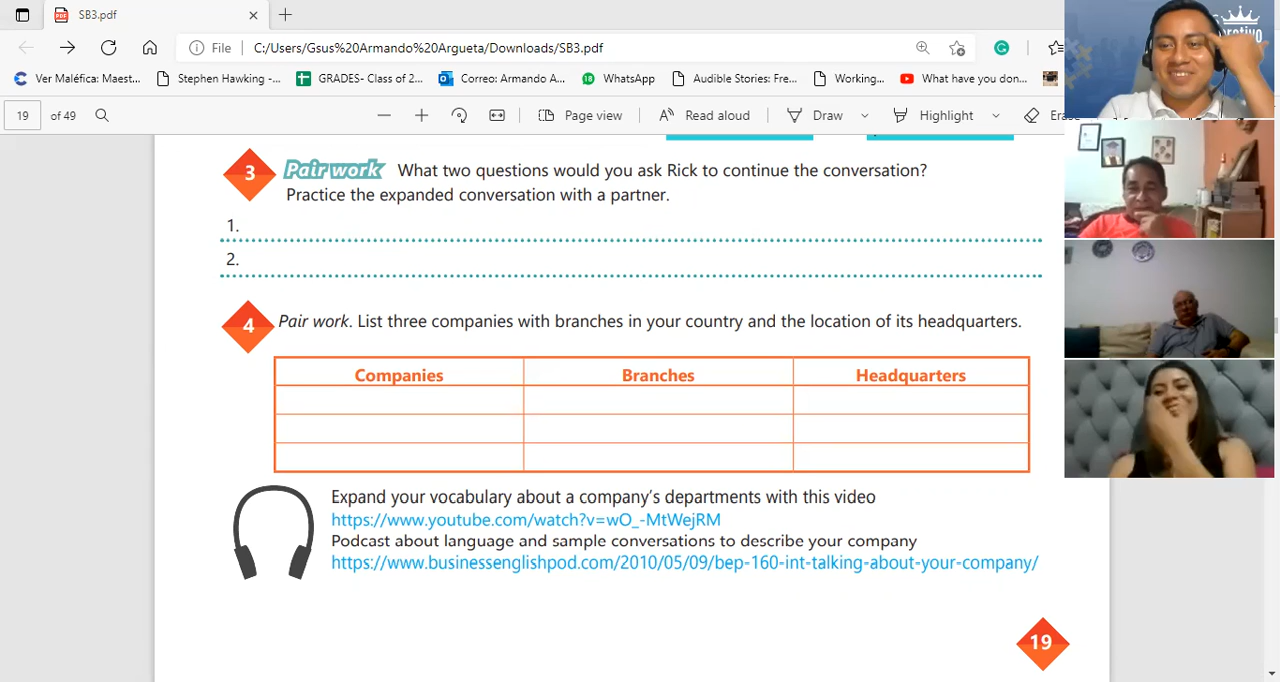 SB3.pdf
File
C:/Users/Gsus%20Armando%20Argueta/Downloads/SB3.pdf
Ver Maléfica: Maest...
Stephen Hawking -...
GRADES- Class of 2...
Correo: Armando A...
18
WhatsApp
Audible Stories: Fre...
Working...
What have you don...
19
of 49
Page view
Read aloud
Draw
Highlight
3
Pair work What two questions would you ask Rick to continue the conversation?
Practice the expanded conversation with a partner.
1.
2.
4
Pair work. List three companies with branches in your country and the location of its headquarters.
Companies Branches Headquarters
Expand your vocabulary about a company's departments with this video
https://www.youtube.com/watch?v=wO_-MtWejRM
Podcast about language and sample conversations to describe your company
https://www.businessenglishpod.com/2010/05/09/bep-160-int-talking-about-your-company/
19